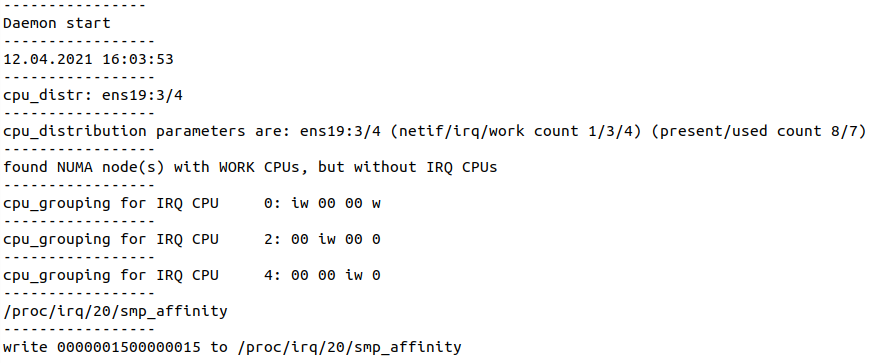 ----------------
Daemon start
-----------------
12.04.2021 16:03:53
-----------------
cpu_distr: ens19:3/4
-----------------
cpu_distribution parameters are: ens19:3/4 (netif/irq/work count 1/3/4) (present/used count 8/7)
-----------------
found NUMA node(s) with WORK CPUs, but without IRQ CPUs
-----------------
cpu_grouping for IRQ CPU     0: iw 00 00 w
-----------------
cpu_grouping for IRQ CPU     2: 00 iw 00 0
-----------------
cpu_grouping for IRQ CPU     4: 00 00 iw 0
-----------------
/proc/irq/20/smp_affinity
-----------------
write 0000001500000015 to /proc/irq/20/smp_affinity